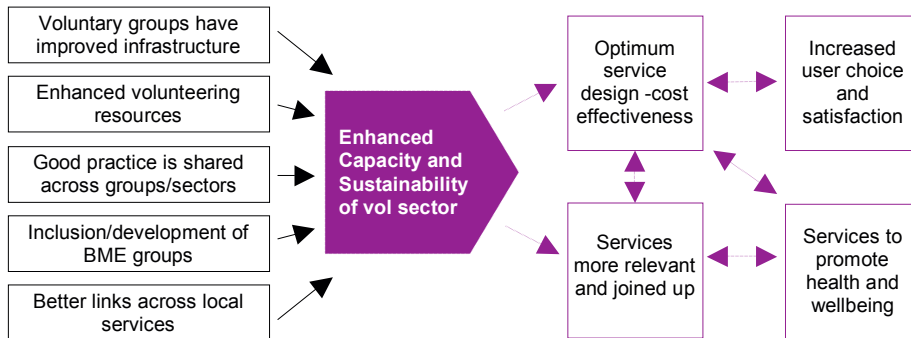 Voluntary groups have
improved infrastructure
Enhanced volunteering
resources
Good practice is shared
across groups/sectors
Inclusion/development of
BME groups
Better links across local
services
Enhanced
Capacity and
Sustainability
of vol sector
Optimum
service
design -cost
effectiveness
Increased
user choice
and
satisfaction
Services
more relevant
and joined up
Services to
promote
health and
wellbeing